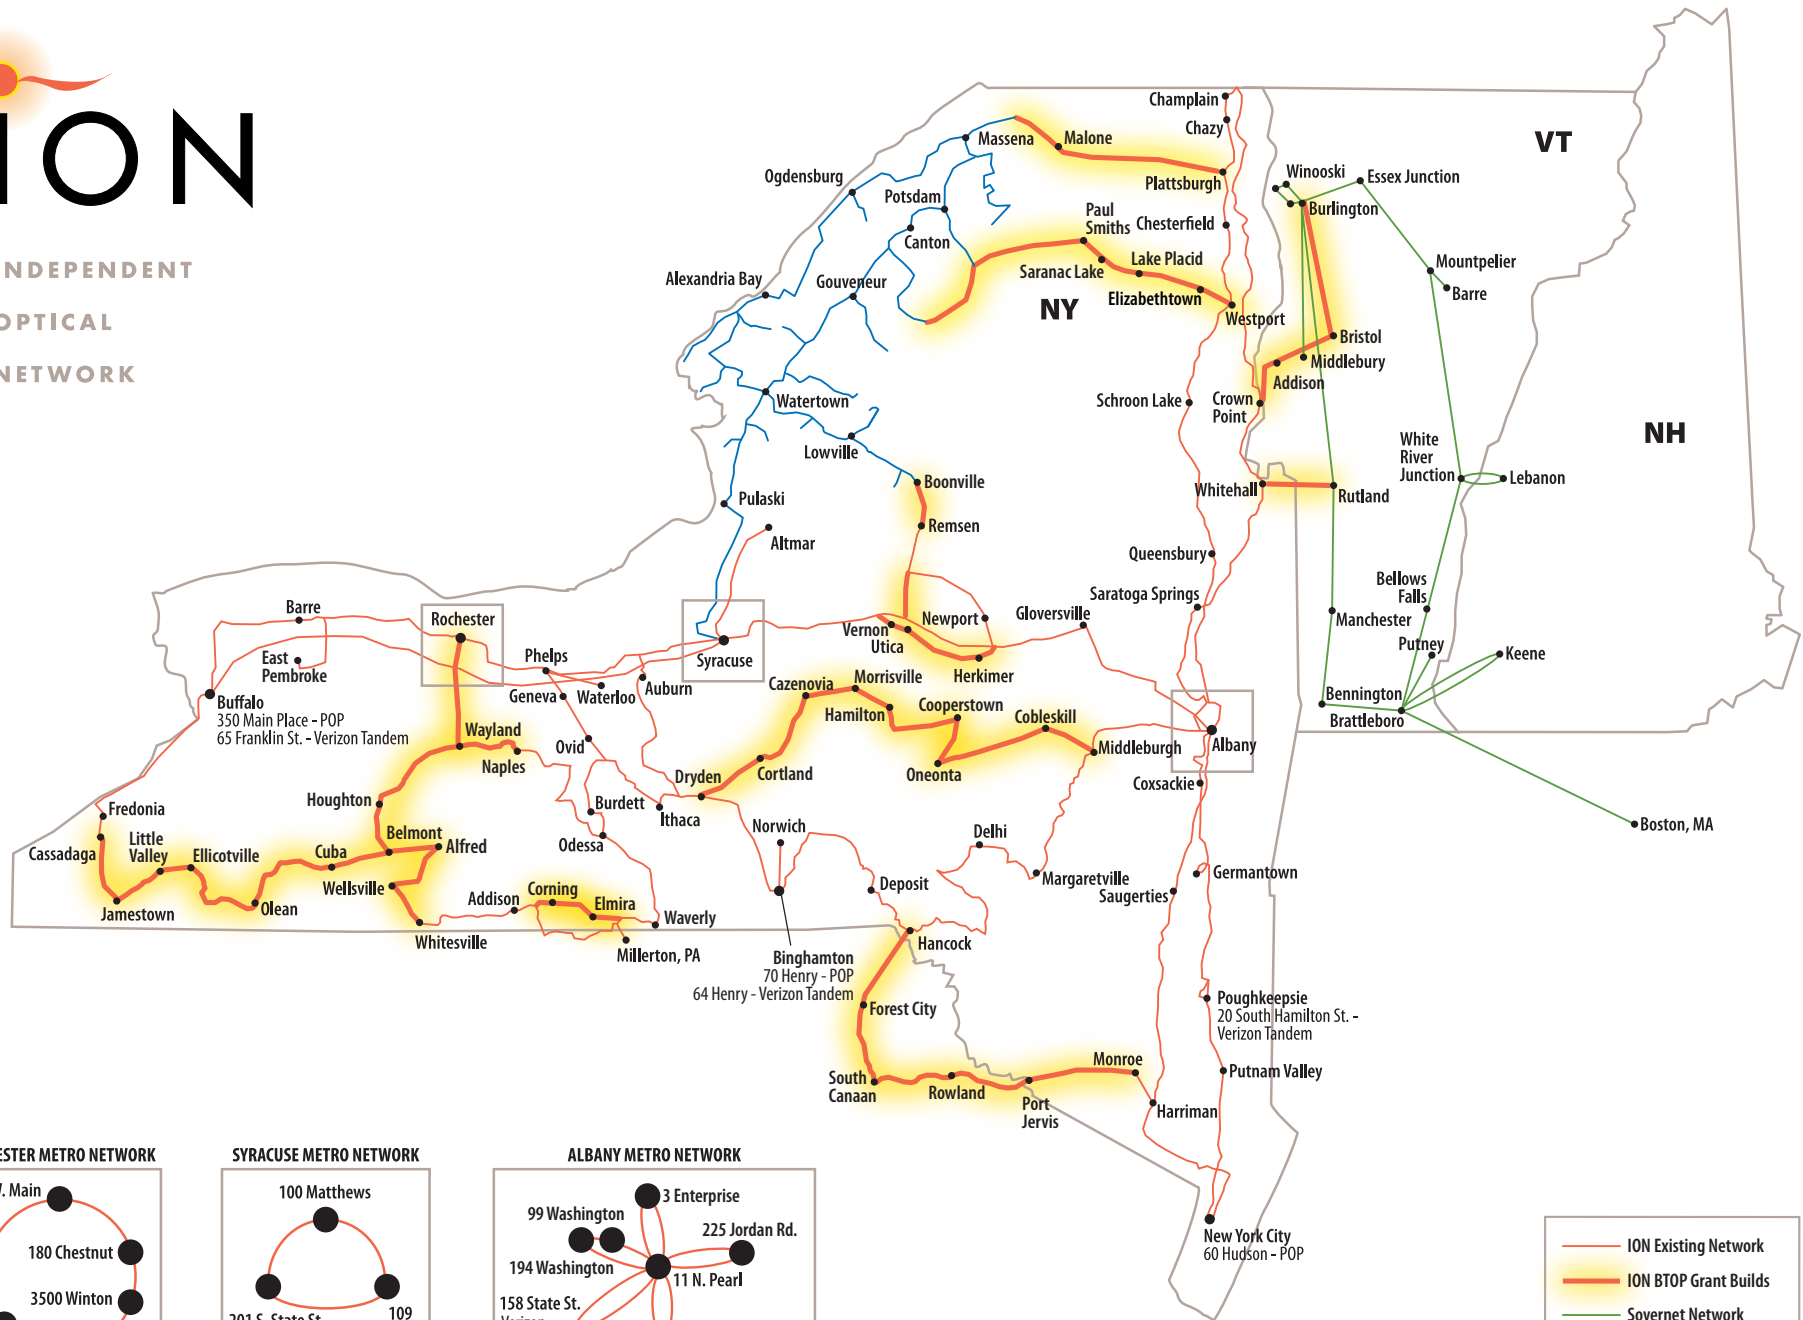 ION
INDEPENDENT
OPTICAL
NETWORK
VT
NY
NH
Champlain
Chazy
Massena
Malone
Plattsburgh
Ogdensburg
Potsdam
Canton
Paul
Smiths
Chesterfield
Saranac Lake
Lake Placid
Elizabethtown
Westport
Alexandria Bay
Gouveneur
Winooski
Essex Junction
Burlington
Mountpelier
Barre
Bristol
Middlebury
Addison
Crown
Point
Schroon Lake
Watertown
Lowville
Boonville
Remsen
Pulaski
Altmar
White
River
Junction
Lebanon
Whitehall
Rutland
Queensbury
Saratoga Springs
Bellows
Falls
Manchester
Putney
Keene
Bennington
Brattleboro
Boston, MA
Barre
Rochester
East
Pembroke
Buffalo
350 Main Place - POP
65 Franklin St. - Verizon Tandem
Phelps
Geneva
Waterloo
Auburn
Syracuse
Vernon
Utica
Newport
Herkimer
Gloversville
Cazenovia
Morrisville
Hamilton
Cooperstown
Cobleskill
Oneonta
Middleburgh
Albany
Coxsackie
Wayland
Naples
Ovid
Dryden
Cortland
Burdett
Ithaca
Odessa
Houghton
Fredonia
Cassadaga
Little
Valley
Ellicotville
Cuba
Belmont
Alfred
Wellsville
Jamestown
Olean
Whitesville
Addison
Corning
Elmira
Waverly
Millerton, PA
Norwich
Delhi
Margaretville
Deposit
Hancock
Germantown
Saugerties
Binghamton
70 Henry - POP
64 Henry - Verizon Tandem
Forest City
South
Canaan
Rowland
Port
Jervis
Monroe
Harriman
Poughkeepsie
20 South Hamilton St. -
Verizon Tandem
Putnam Valley
New York City
60 Hudson - POP
ESTER METRO NETWORK
. Main
180 Chestnut
3500 Winton
SYRACUSE METRO NETWORK
100 Matthews
201 S. State St.
109
ALBANY METRO NETWORK
3 Enterprise
99 Washington
225 Jordan Rd.
194 Washington
11 N. Pearl
158 State St.
Verizon
ION Existing Network
ION BTOP Grant Builds
Sovernet Network